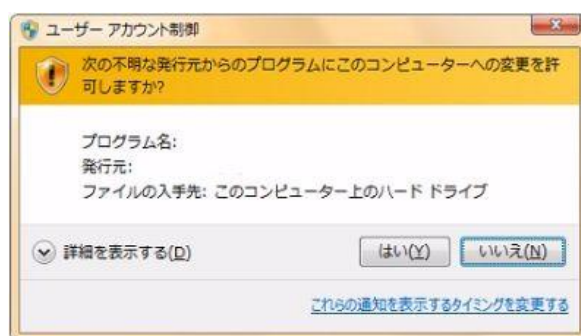 ユーザー アカウント制御
次の不明な発行元からのプログラムにこのコンピューターへの変更を許
可しますか?
プログラム名:
発行元:
ファイルの入手先: このコンピューター上のハード ドライブ
詳細を表示する(D)
はい(Y)
いいえ(N)
これらの通知を表示するタイミングを変更する